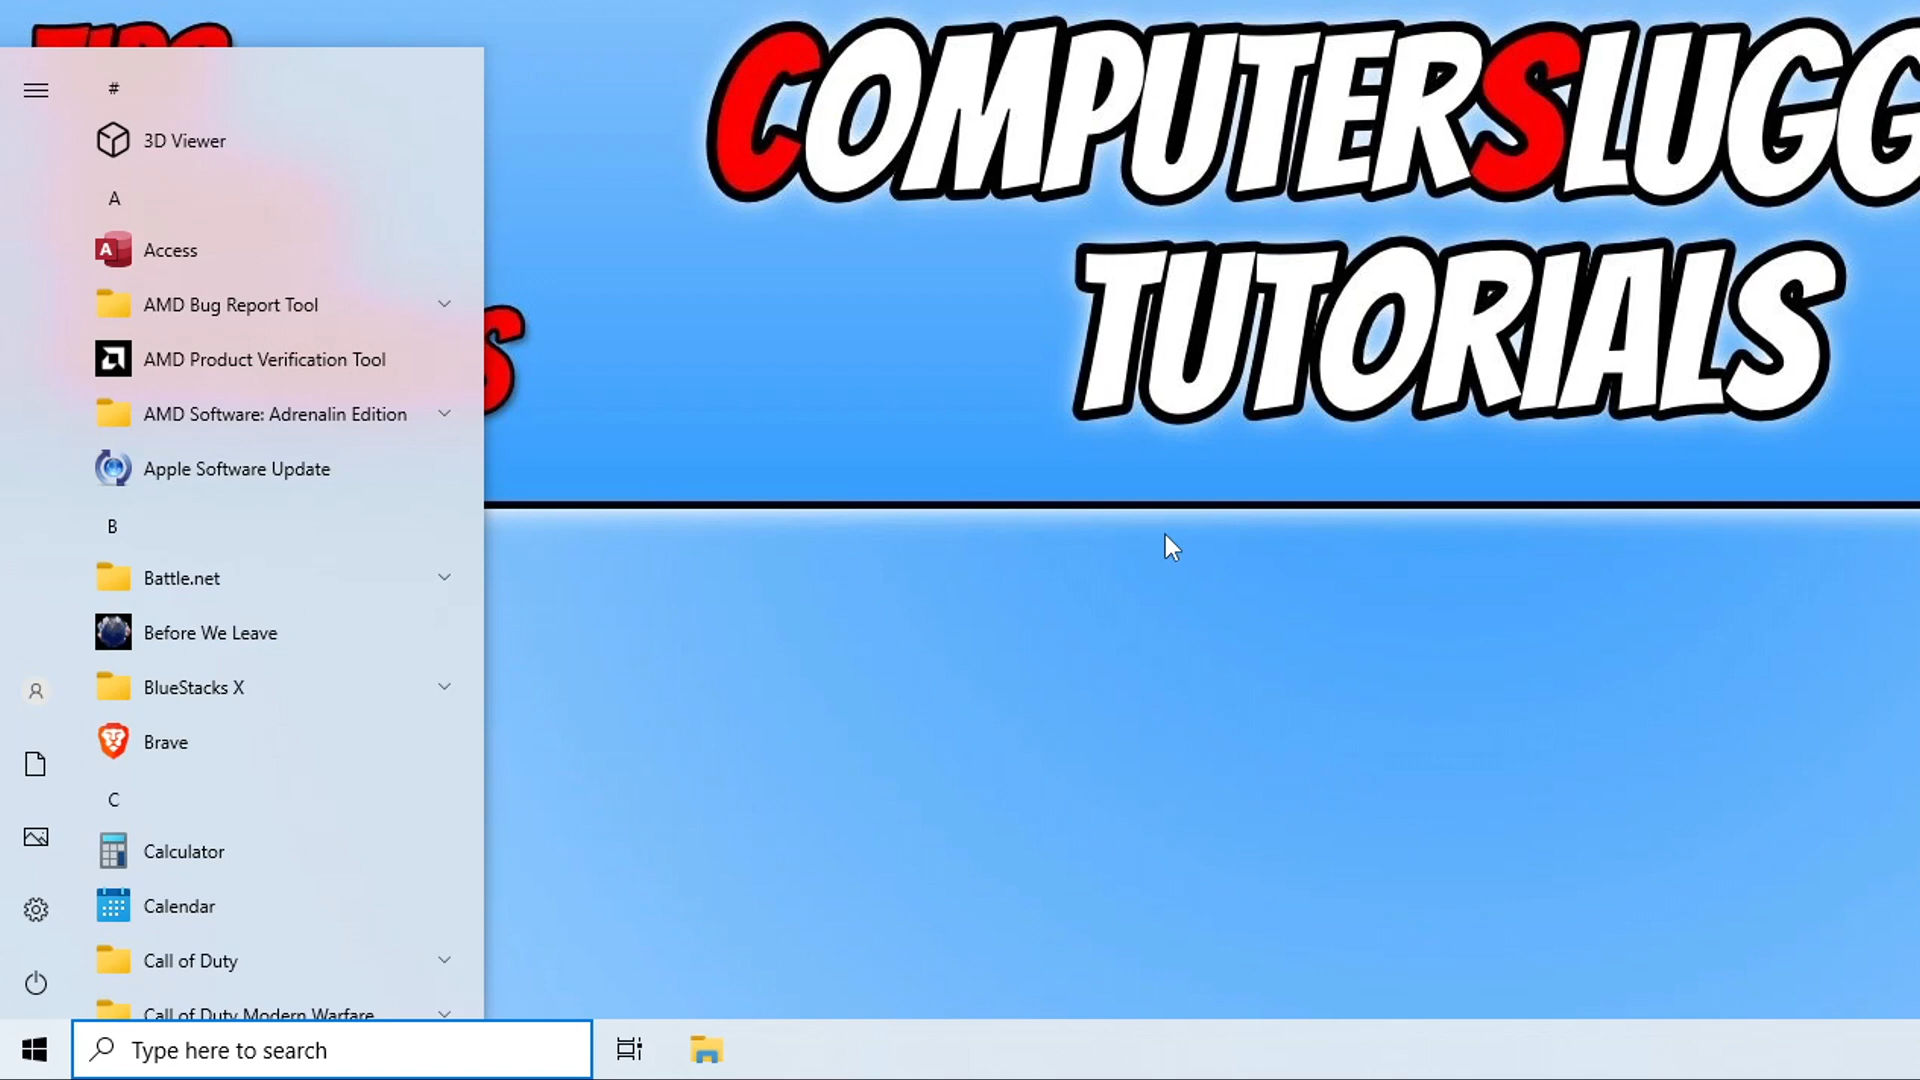 TIPS
COMPUTERSLUGG
TUTORIALS
#
3D Viewer
A
Access
AMD Bug Report Tool
AMD Product Verification Tool
AMD Software: Adrenalin Edition
Apple Software Update
B
Battle.net
Before We Leave
BlueStacks X
Brave
C
Calculator
Calendar
Call of Duty
Call of Duty Modern Warfare
Type here to search